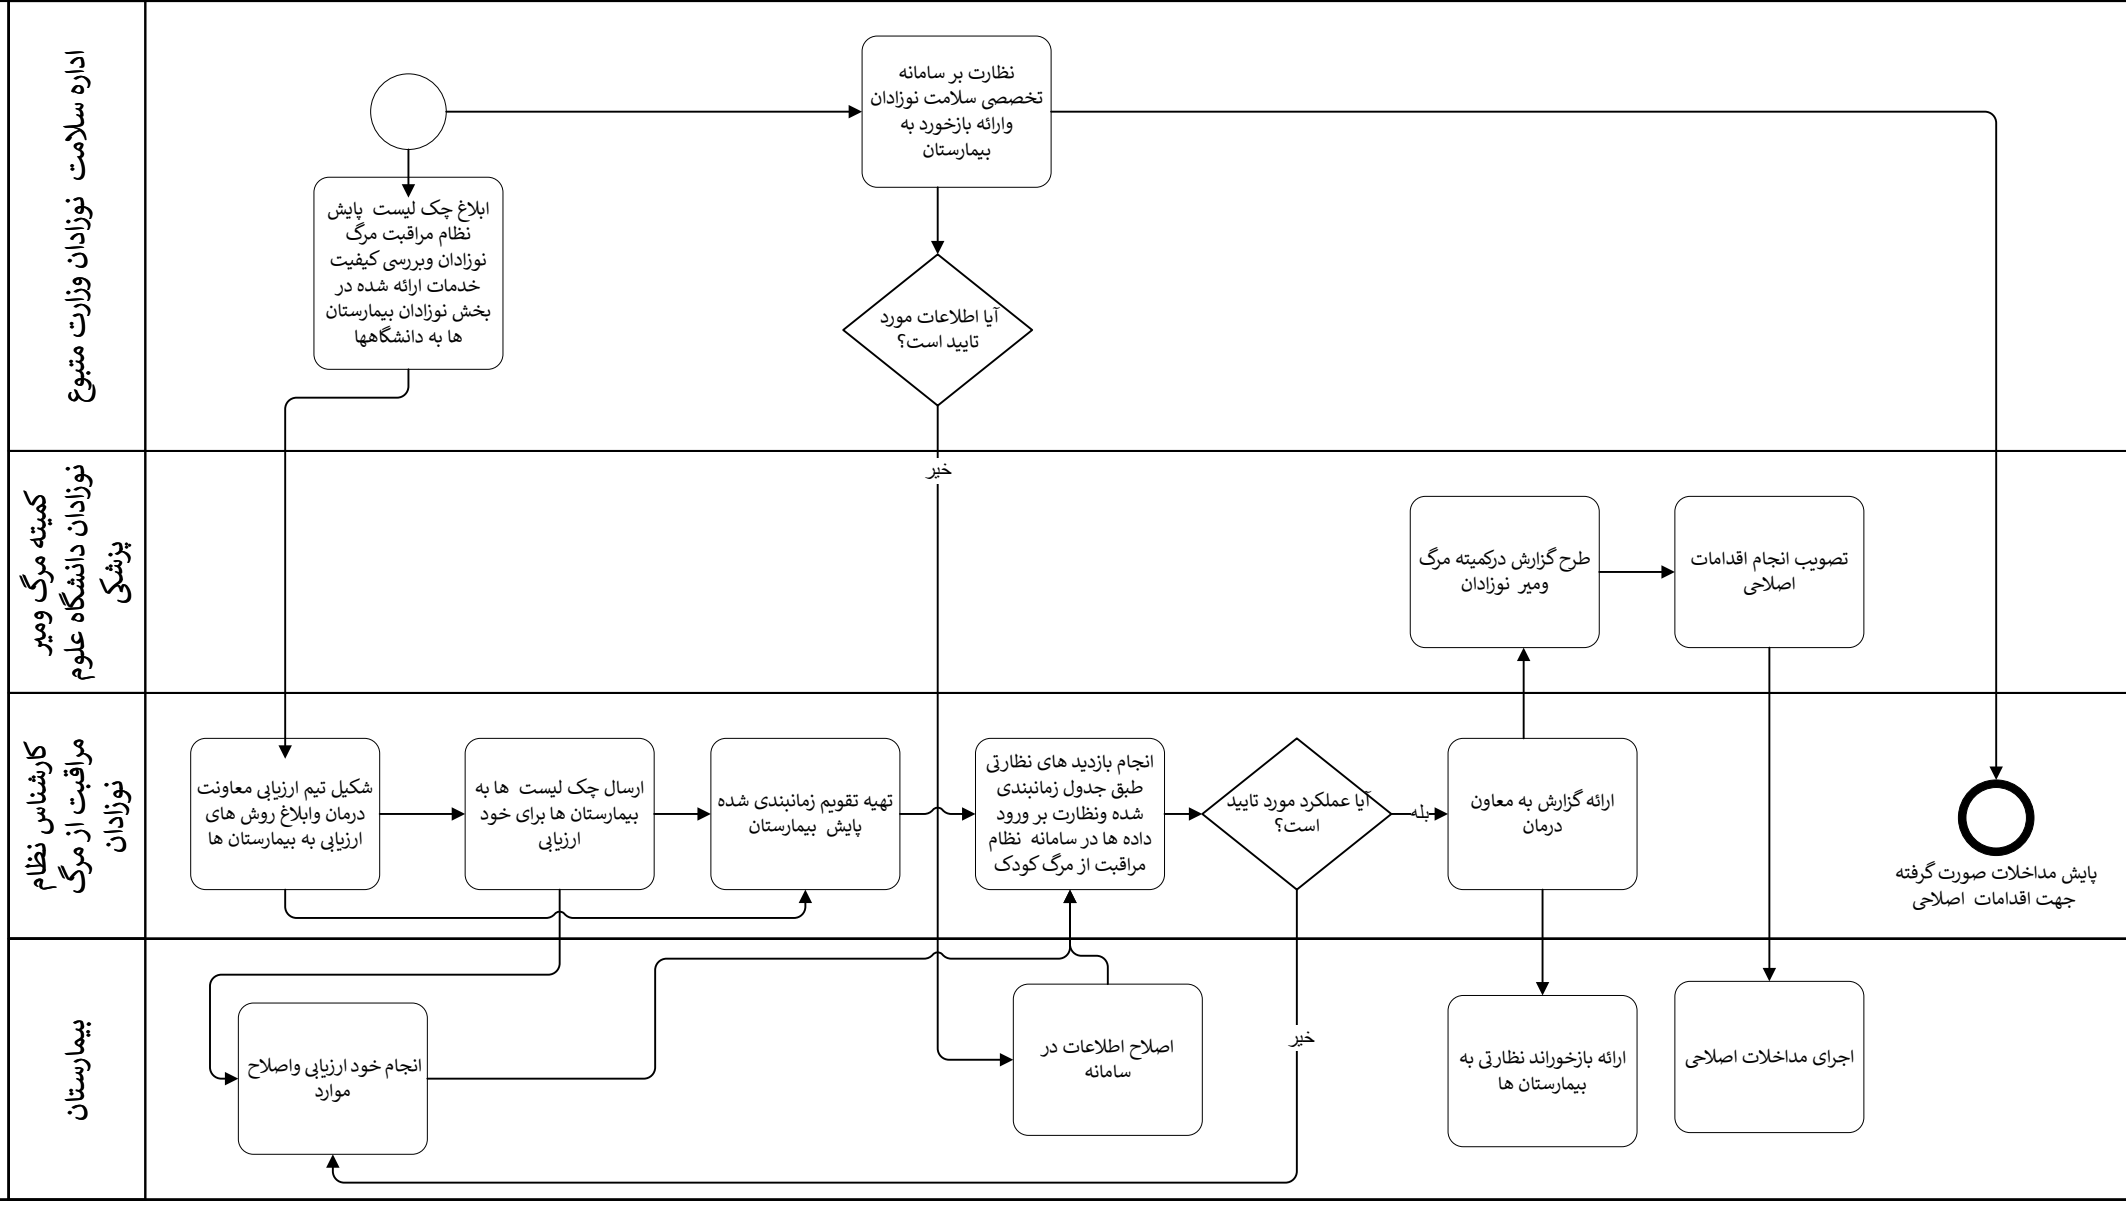 اداره سلامت نوزادان وزارت متبوع
نظارت بر سامانه
تخصصی سلامت نوزادان
وارائه بازخورد به
بیمارستان
ابلاغ چک لیست پایش
نظام مراقبت مرگ
نوزادان وبررسی کیفیت
خدمات ارائه شده در
بخش نوزادان بیمارستان
ها به دانشگاهها
آیا اطلاعات مورد
تایید است؟
خیر
کمیته مرگ ومیر
نوزادان دانشگاه علوم
پزشکی
طرح گزارش درکمیته مرگ
ومیر نوزادان
تصویب انجام اقدامات
اصلاحی
کارشناس نظام
مراقبت از مرگ
نوزادان
شکیل تیم ارزیابی معاونت
درمان وابلاغ روش های
ارزیابی به بیمارستان ها
ارسال چک لیست ها به
بیمارستان ها برای خود
ارزیابی
تهیه تقویم زمانبندی شده
پایش بیمارستان
انجام بازدید های نظارتی
طبق جدول زمانبندی
شده ونظارت بر ورود
داده ها در سامانه نظام
مراقبت از مرگ کودک
آیا عملکرد مورد تایید
است؟
بله
ارائه گزارش به معاون
درمان
پایش مداخلات صورت گرفته
جهت اقدامات اصلاحی
بیمارستان
انجام خود ارزیابی واصلاح
موارد
اصلاح اطلاعات در
سامانه
خیر
ارائه بازخوراند نظارتی به
بیمارستان ها
اجرای مداخلات اصلاحی